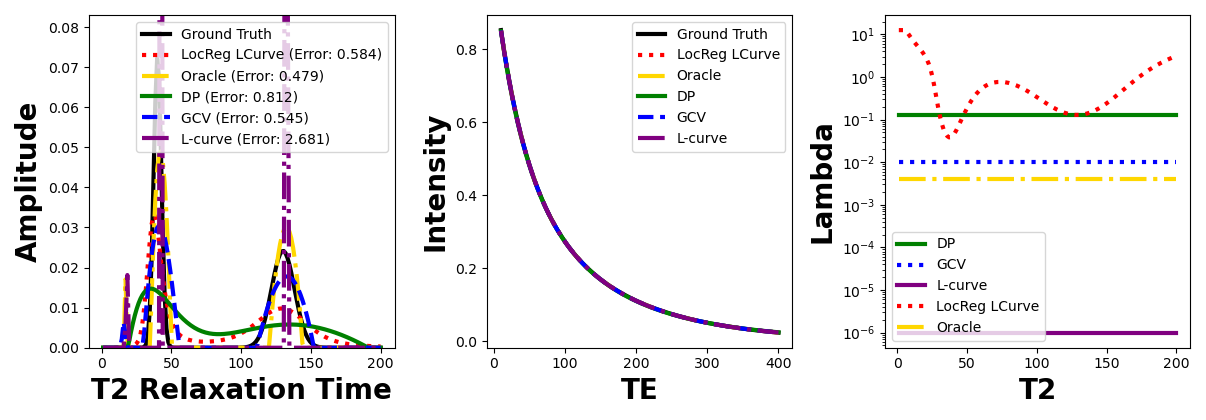 0.08
0.07
0.06
0.05
0.04
0.03
0.02
0.01
0.00
Amplitude
Ground Truth
LocReg LCurve (Error: 0.584)
Oracle (Error: 0.479)
DP (Error: 0.812)
GCV (Error: 0.545)
L-curve (Error: 2.681)
0 50 100 150 200
T2 Relaxation Time
0.8
0.6
0.4
0.2
0.0
Intensity
Ground Truth
LocReg LCurve
Oracle
DP
GCV
L-curve
0 100 200 300 400
TE
10^1
10^0
10^-1
10^-2
10^-3
10^-4
10^-5
10^-6
Lambda
DP
GCV
L-curve
LocReg LCurve
Oracle
0 50 100 150 200
T2